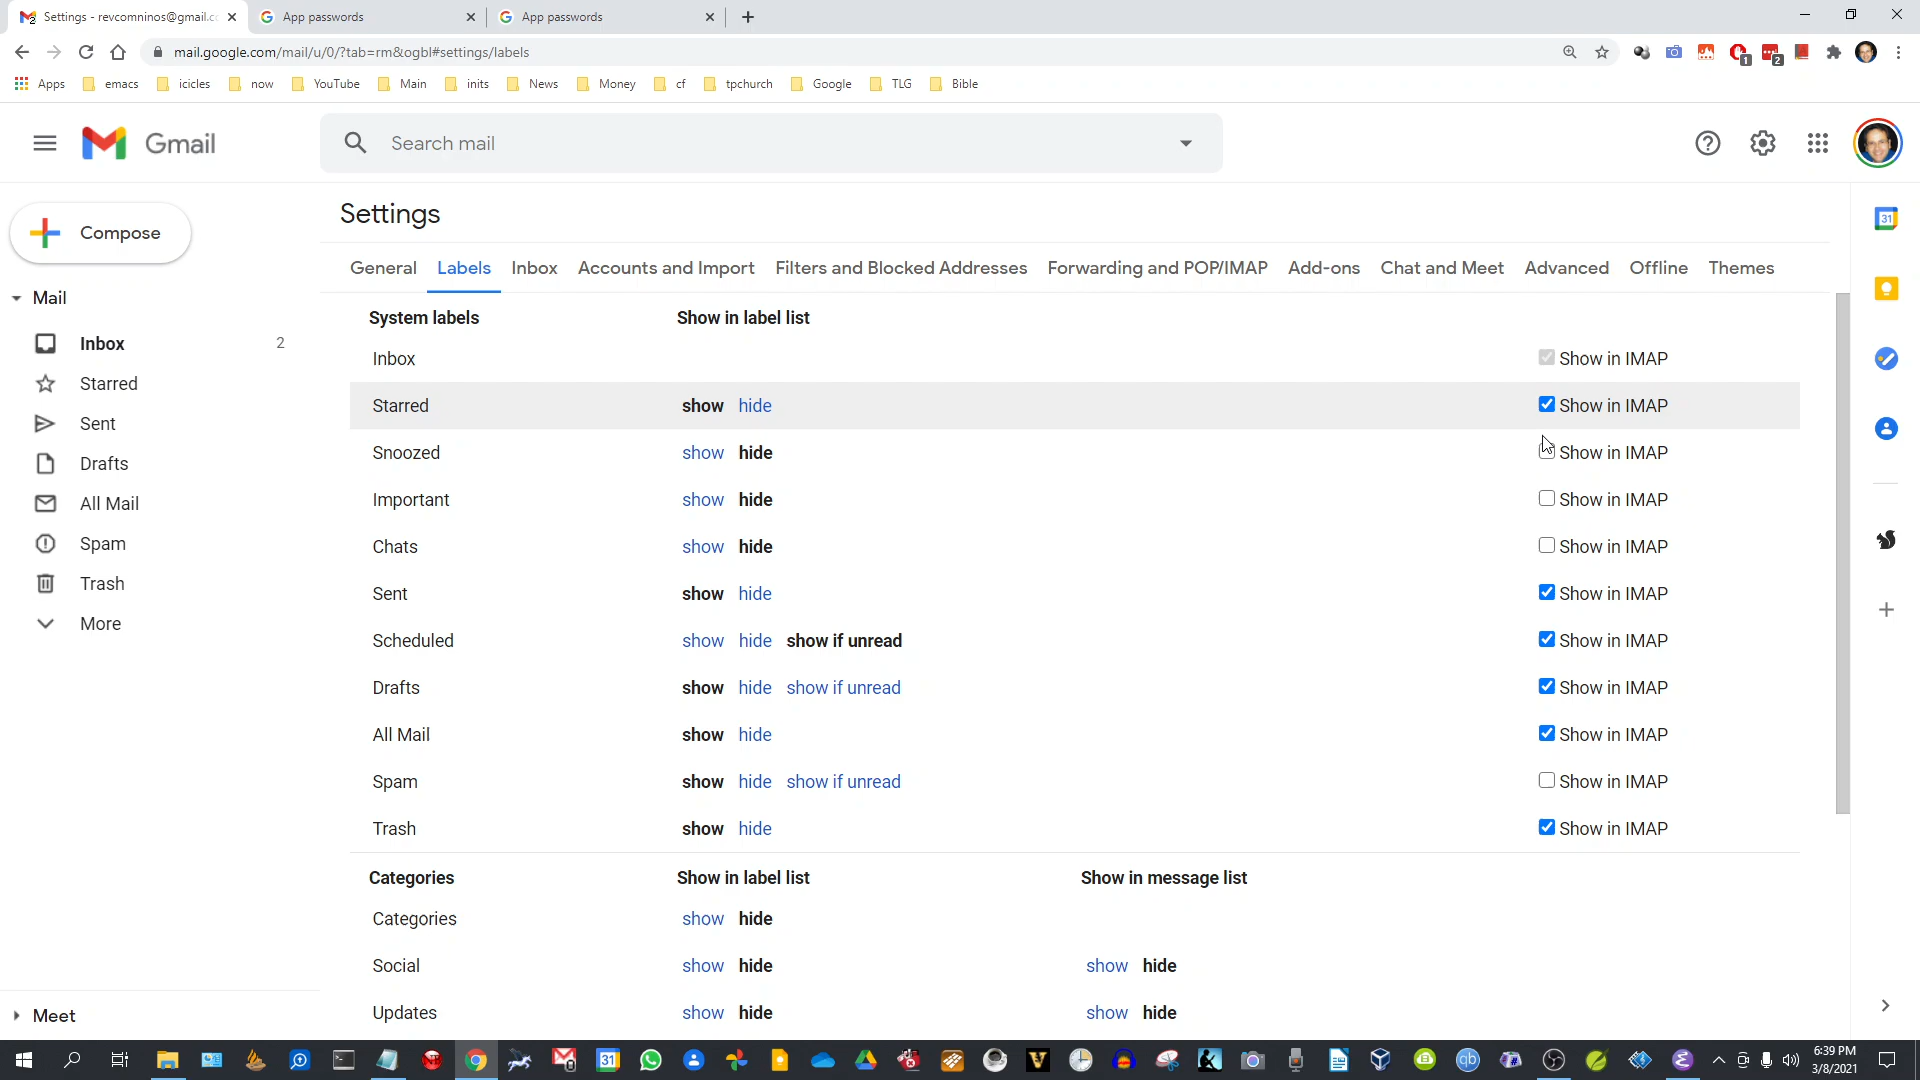 Settings - revcomninos@gmail.c
App passwords
App passwords
mail.google.com/mail/u/0/?tab=rm&ogbl#settings/labels
1
2
Apps
emacs
icicles
now
YouTube
Main
inits
News
Money
cf
tpchurch
Google
TLG
Bible
Gmail
Search mail
Compose
Mail
Inbox 2
Starred
Sent
Drafts
All Mail
Spam
Trash
More
Meet
Settings
General Labels Inbox Accounts and Import Filters and Blocked Addresses Forwarding and POP/IMAP Add-ons Chat and Meet Advanced Offline Themes
System labels Show in label list
Inbox Show in IMAP
Starred show hide Show in IMAP
Snoozed show hide Show in IMAP
Important show hide Show in IMAP
Chats show hide Show in IMAP
Sent show hide Show in IMAP
Scheduled show hide show if unread Show in IMAP
Drafts show hide show if unread Show in IMAP
All Mail show hide Show in IMAP
Spam show hide show if unread Show in IMAP
Trash show hide Show in IMAP
Categories Show in label list Show in message list
Categories show hide
Social show hide show hide
Updates show hide show hide
31
31
qb
6:39 PM
3/8/2021